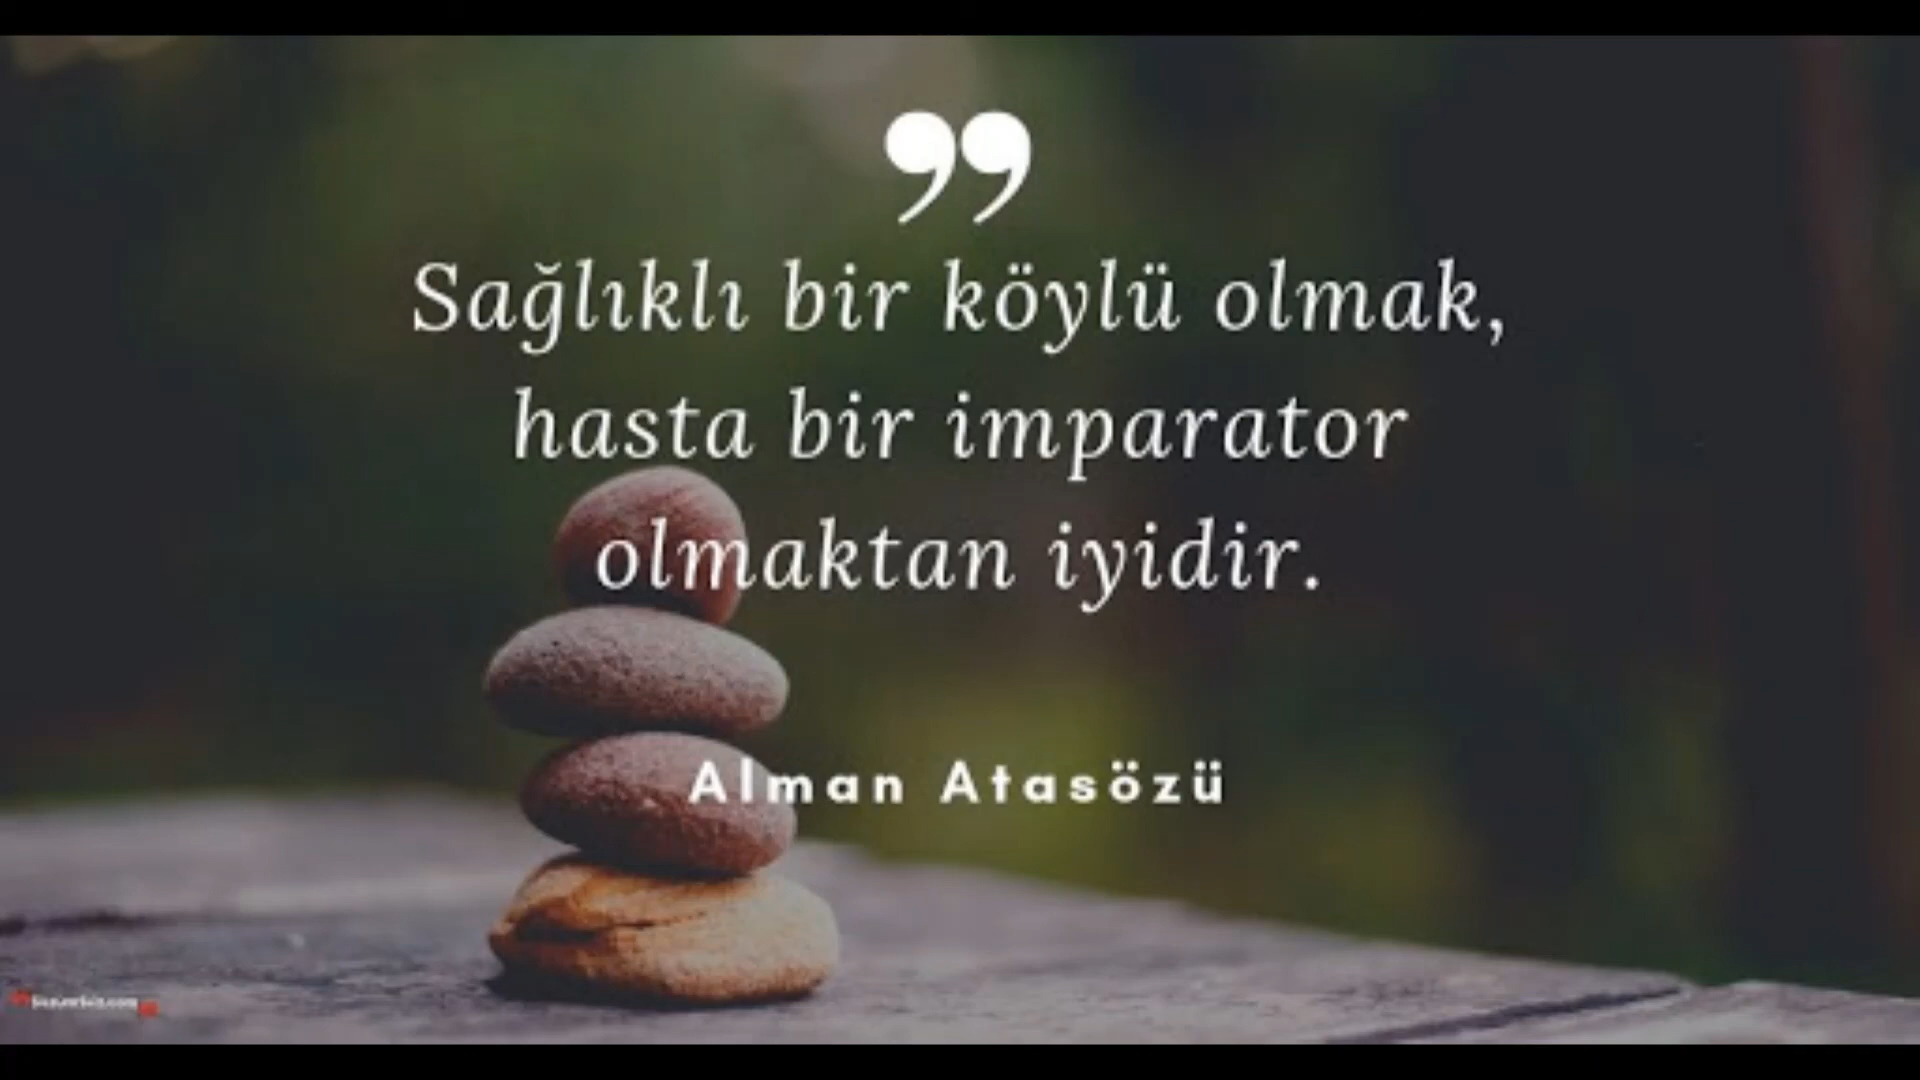 ”
Sağlıklı bir köylü olmak,
hasta bir imparator
olmaktan iyidir.
Alman Atasözü